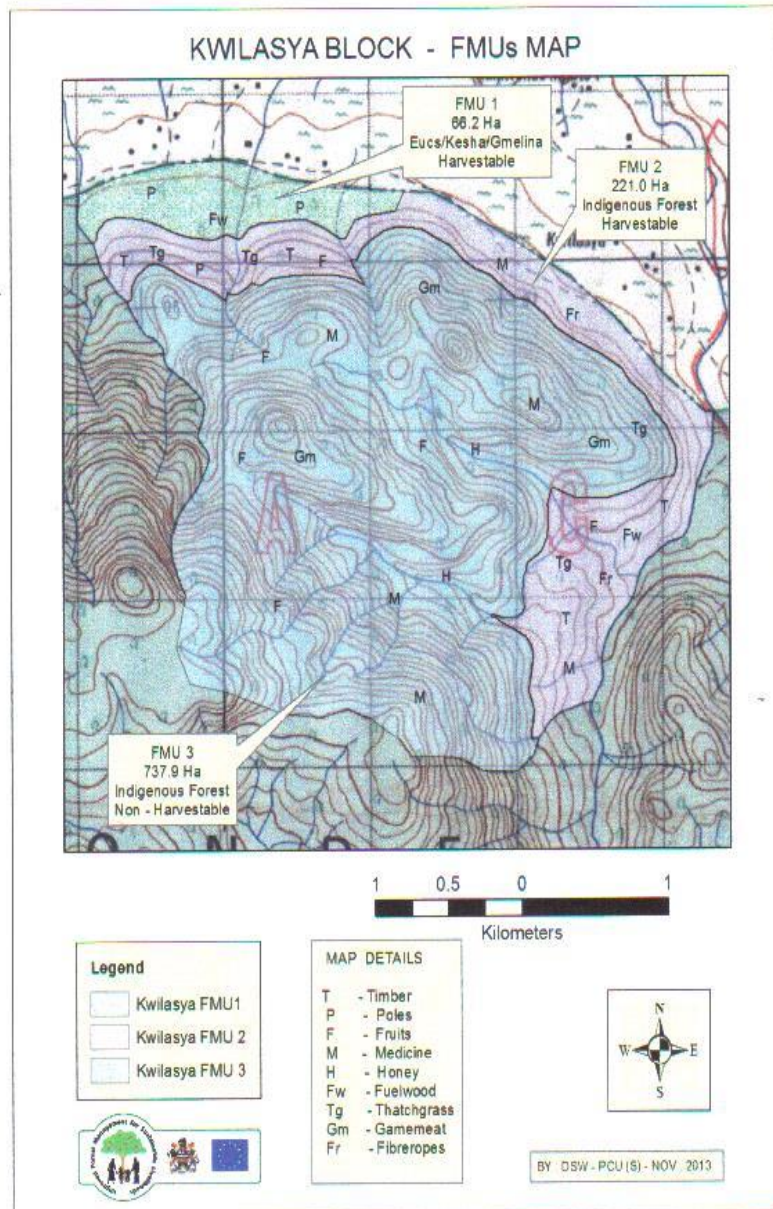 KWILASYA BLOCK - FMUs MAP
FMU 1
66.2 Ha
Eucs/Kesha/Gmelina
Harvestable
FMU 2
221.0 Ha
Indigenous Forest
Harvestable
P
Fw
P
T
Tg
P
Tg
T
F
M
Fr
Gm
M
F
M
Tg
F
Gm
F
H
Gm
A
G
T
F
Fw
Tg
Fr
F
M
H
T
M
M
FMU 3
737.9 Ha
Indigenous Forest
Non - Harvestable
1 0.5 0 1
Kilometers
Legend
Kwilasya FMU1
Kwilasya FMU 2
Kwilasya FMU 3
MAP DETAILS
T - Timber
P - Poles
F - Fruits
M - Medicine
H - Honey
Fw - Fuelwood
Tg - Thatchgrass
Gm - Gamemeat
Fr - Fibreropes
N
W E
S
BY : DSW - PCU (S) - NOV . 2013